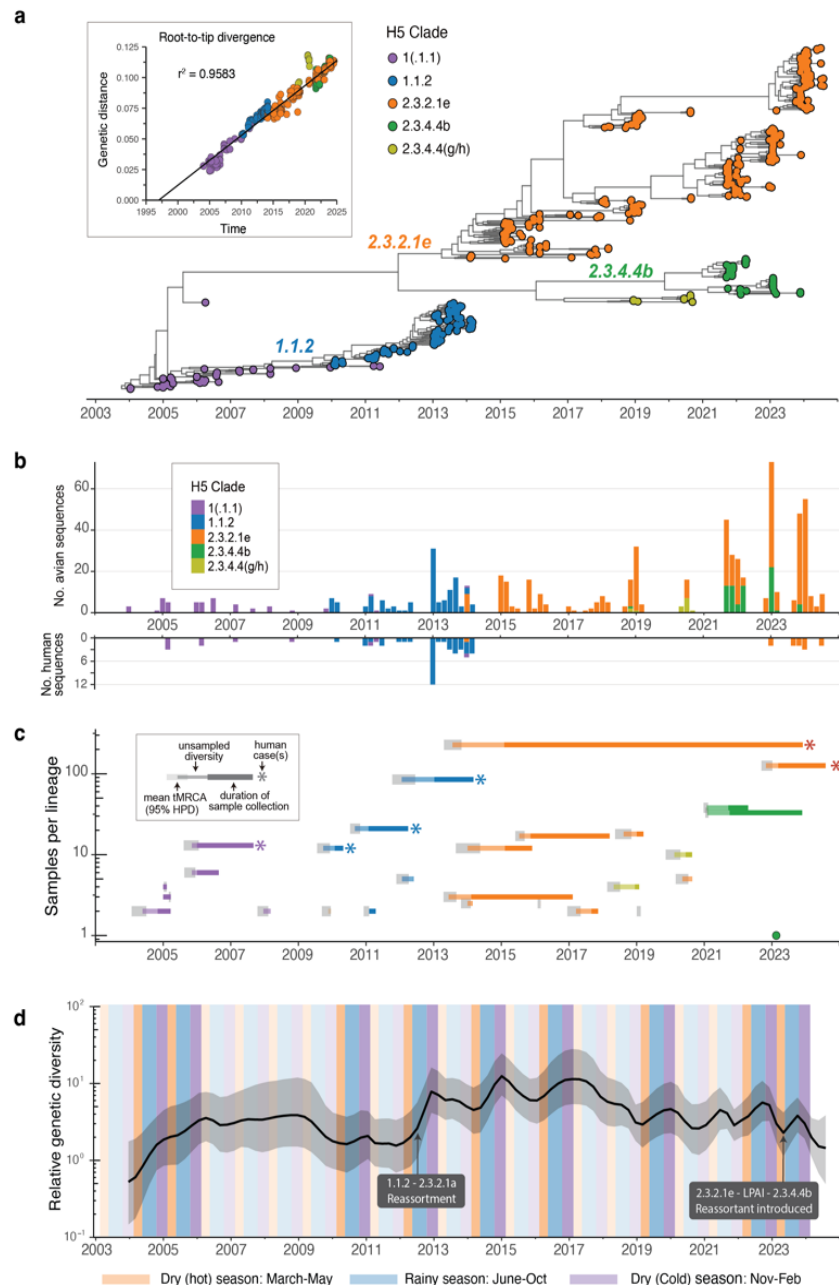 a
Root-to-tip divergence
r² = 0.9583
Genetic distance
0.125
0.100
0.075
0.050
0.025
0.000
1995 2000 2005 2010 2015 2020 2025
Time
H5 Clade
1(.1.1)
1.1.2
2.3.2.1e
2.3.4.4b
2.3.4.4(g/h)
2.3.2.1e
2.3.4.4b
1.1.2
2003 2005 2007 2009 2011 2013 2015 2017 2019 2021 2023
b
H5 Clade
1(.1.1)
1.1.2
2.3.2.1e
2.3.4.4b
2.3.4.4(g/h)
No. avian sequences
60
40
20
0
2005 2007 2009 2011 2013 2015 2017 2019 2021 2023
No. human
sequences
0
6
12
c
unsampled
diversity
human
case(s)
*
mean tMRCA
(95% HPD)
duration of
sample collection
Samples per lineage
100
10
1
* * * * * * *
2005 2007 2009 2011 2013 2015 2017 2019 2021 2023
d
Relative genetic diversity
10²
10¹
10⁰
10⁻¹
1.1.2 - 2.3.2.1a
Reassortment
2.3.2.1e - LPAI - 2.3.4.4b
Reassortant introduced
2003 2005 2007 2009 2011 2013 2015 2017 2019 2021 2023
Dry (hot) season: March-May Rainy season: June-Oct Dry (Cold) season: Nov-Feb